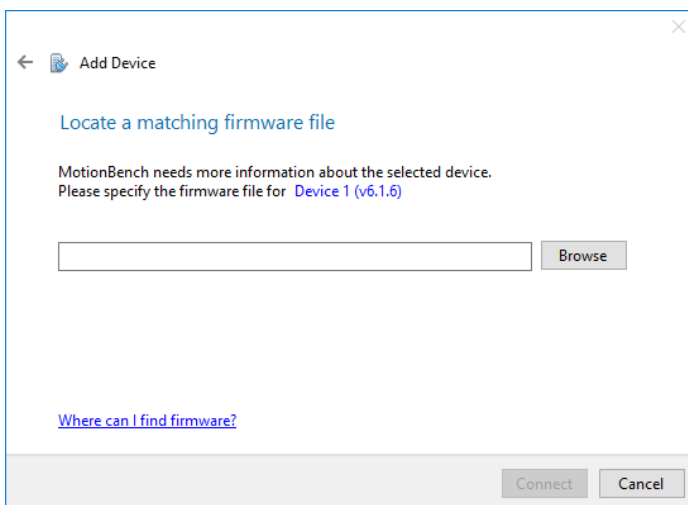 Add Device
Locate a matching firmware file
MotionBench needs more information about the selected device.
Please specify the firmware file for Device 1 (v6.1.6)
Browse
Where can I find firmware?
Connect Cancel